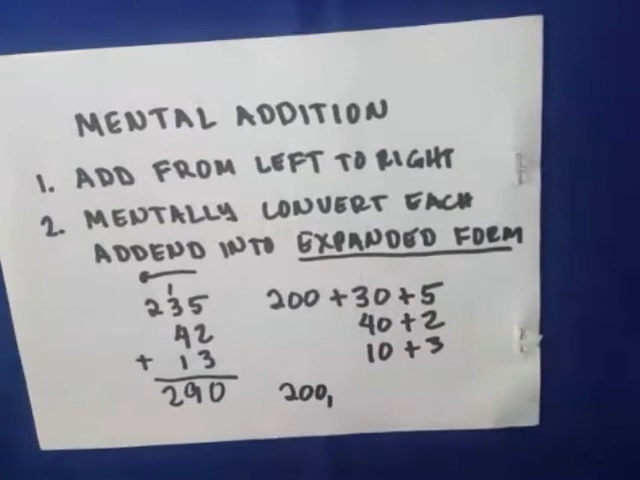 MENTAL ADDITION
1. ADD FROM LEFT TO RIGHT
2. MENTALLY CONVERT EACH
ADDEND INTO EXPANDED FORM
1
235 200 + 30 + 5
42 40 + 2
+ 13 10 + 3
290 200,